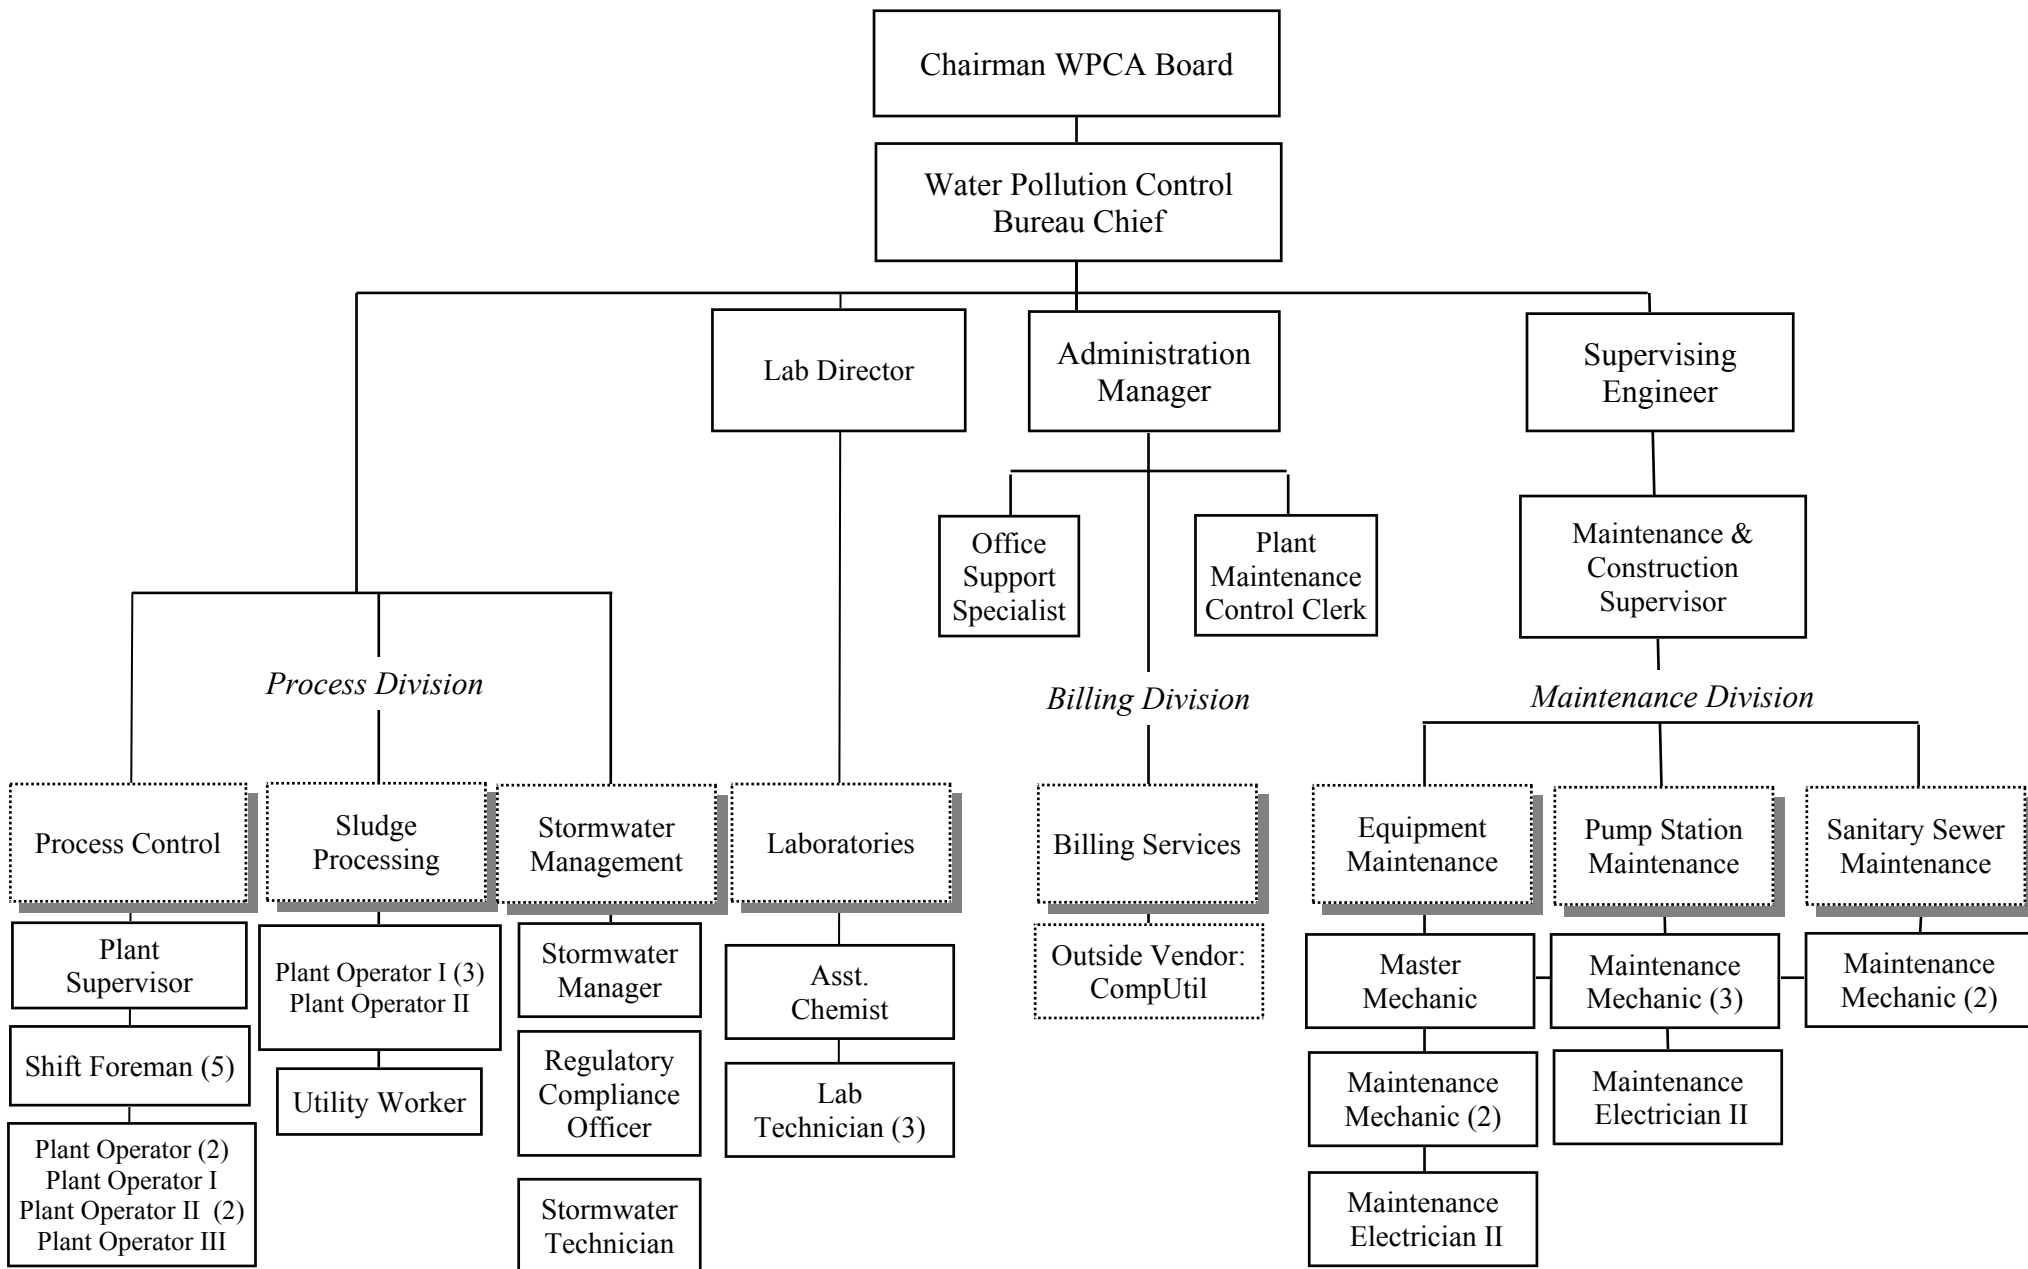 Chairman WPCA Board
Water Pollution Control
Bureau Chief
Lab Director
Administration
Manager
Supervising
Engineer
Office
Support
Specialist
Plant
Maintenance
Control Clerk
Maintenance &
Construction
Supervisor
Process Division
Billing Division
Maintenance Division
Process Control
Sludge
Processing
Stormwater
Management
Laboratories
Billing Services
Equipment
Maintenance
Pump Station
Maintenance
Sanitary Sewer
Maintenance
Plant
Supervisor
Shift Foreman (5)
Plant Operator (2)
Plant Operator I
Plant Operator II (2)
Plant Operator III
Plant Operator I (3)
Plant Operator II
Utility Worker
Stormwater
Manager
Regulatory
Compliance
Officer
Stormwater
Technician
Asst.
Chemist
Lab
Technician (3)
Outside Vendor:
CompUtil
Master
Mechanic
Maintenance
Mechanic (2)
Maintenance
Electrician II
Maintenance
Mechanic (3)
Maintenance
Electrician II
Maintenance
Mechanic (2)